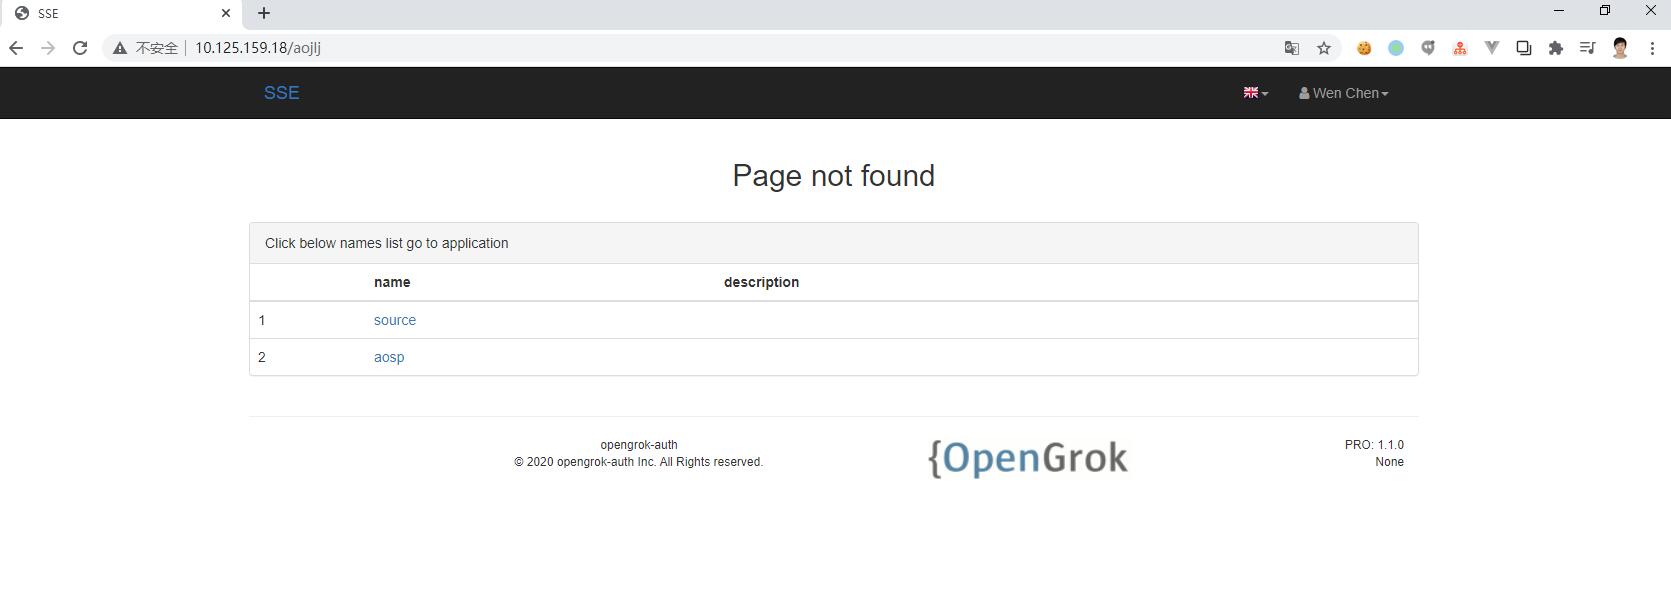 SSE
不安全 10.125.159.18/aojlj
SSE
Wen Chen
Page not found
Click below names list go to application
name description
1 source
2 aosp
opengrok-auth
© 2020 opengrok-auth Inc. All Rights reserved.
{OpenGrok
PRO: 1.1.0
None